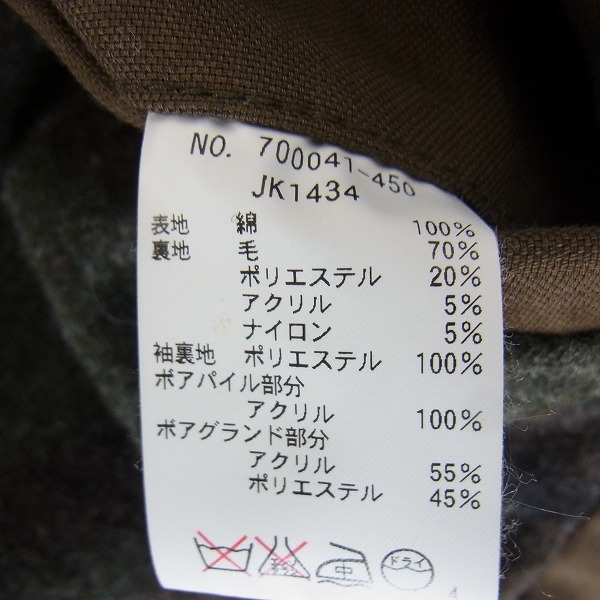 NO. 700041-450
JK1434
表地 綿 100%
裏地 毛 70%
ポリエステル 20%
アクリル 5%
ナイロン 5%
袖裏地 ポリエステル 100%
ボアパイル部分
アクリル 100%
ボアグランド部分
アクリル 55%
ポリエステル 45%
中 ドライ
4